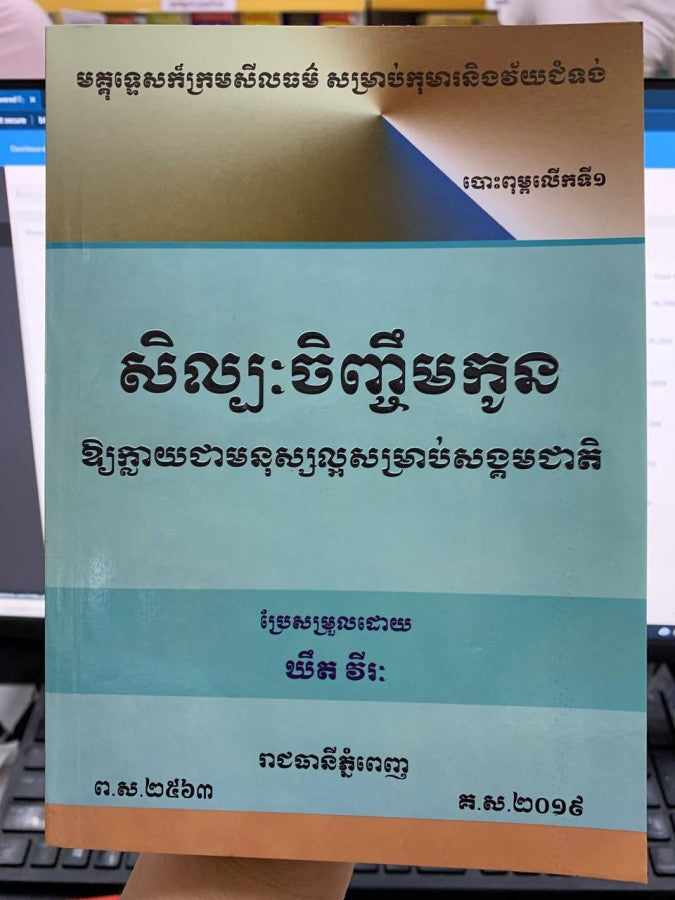 មគ្គុទ្ទេសក៍ក្រមសីលធម៌ សម្រាប់កុមារនិងវ័យជំទង់
បោះពុម្ពលើកទី១
សិល្បៈចិញ្ចឹមកូន
ឱ្យក្លាយជាមនុស្សល្អសម្រាប់សង្គមជាតិ
ប្រែសម្រួលដោយ
ឃឹត វីរៈ
រាជធានីភ្នំពេញ
ព.ស.២៥៦៣
គ.ស.២០១៩